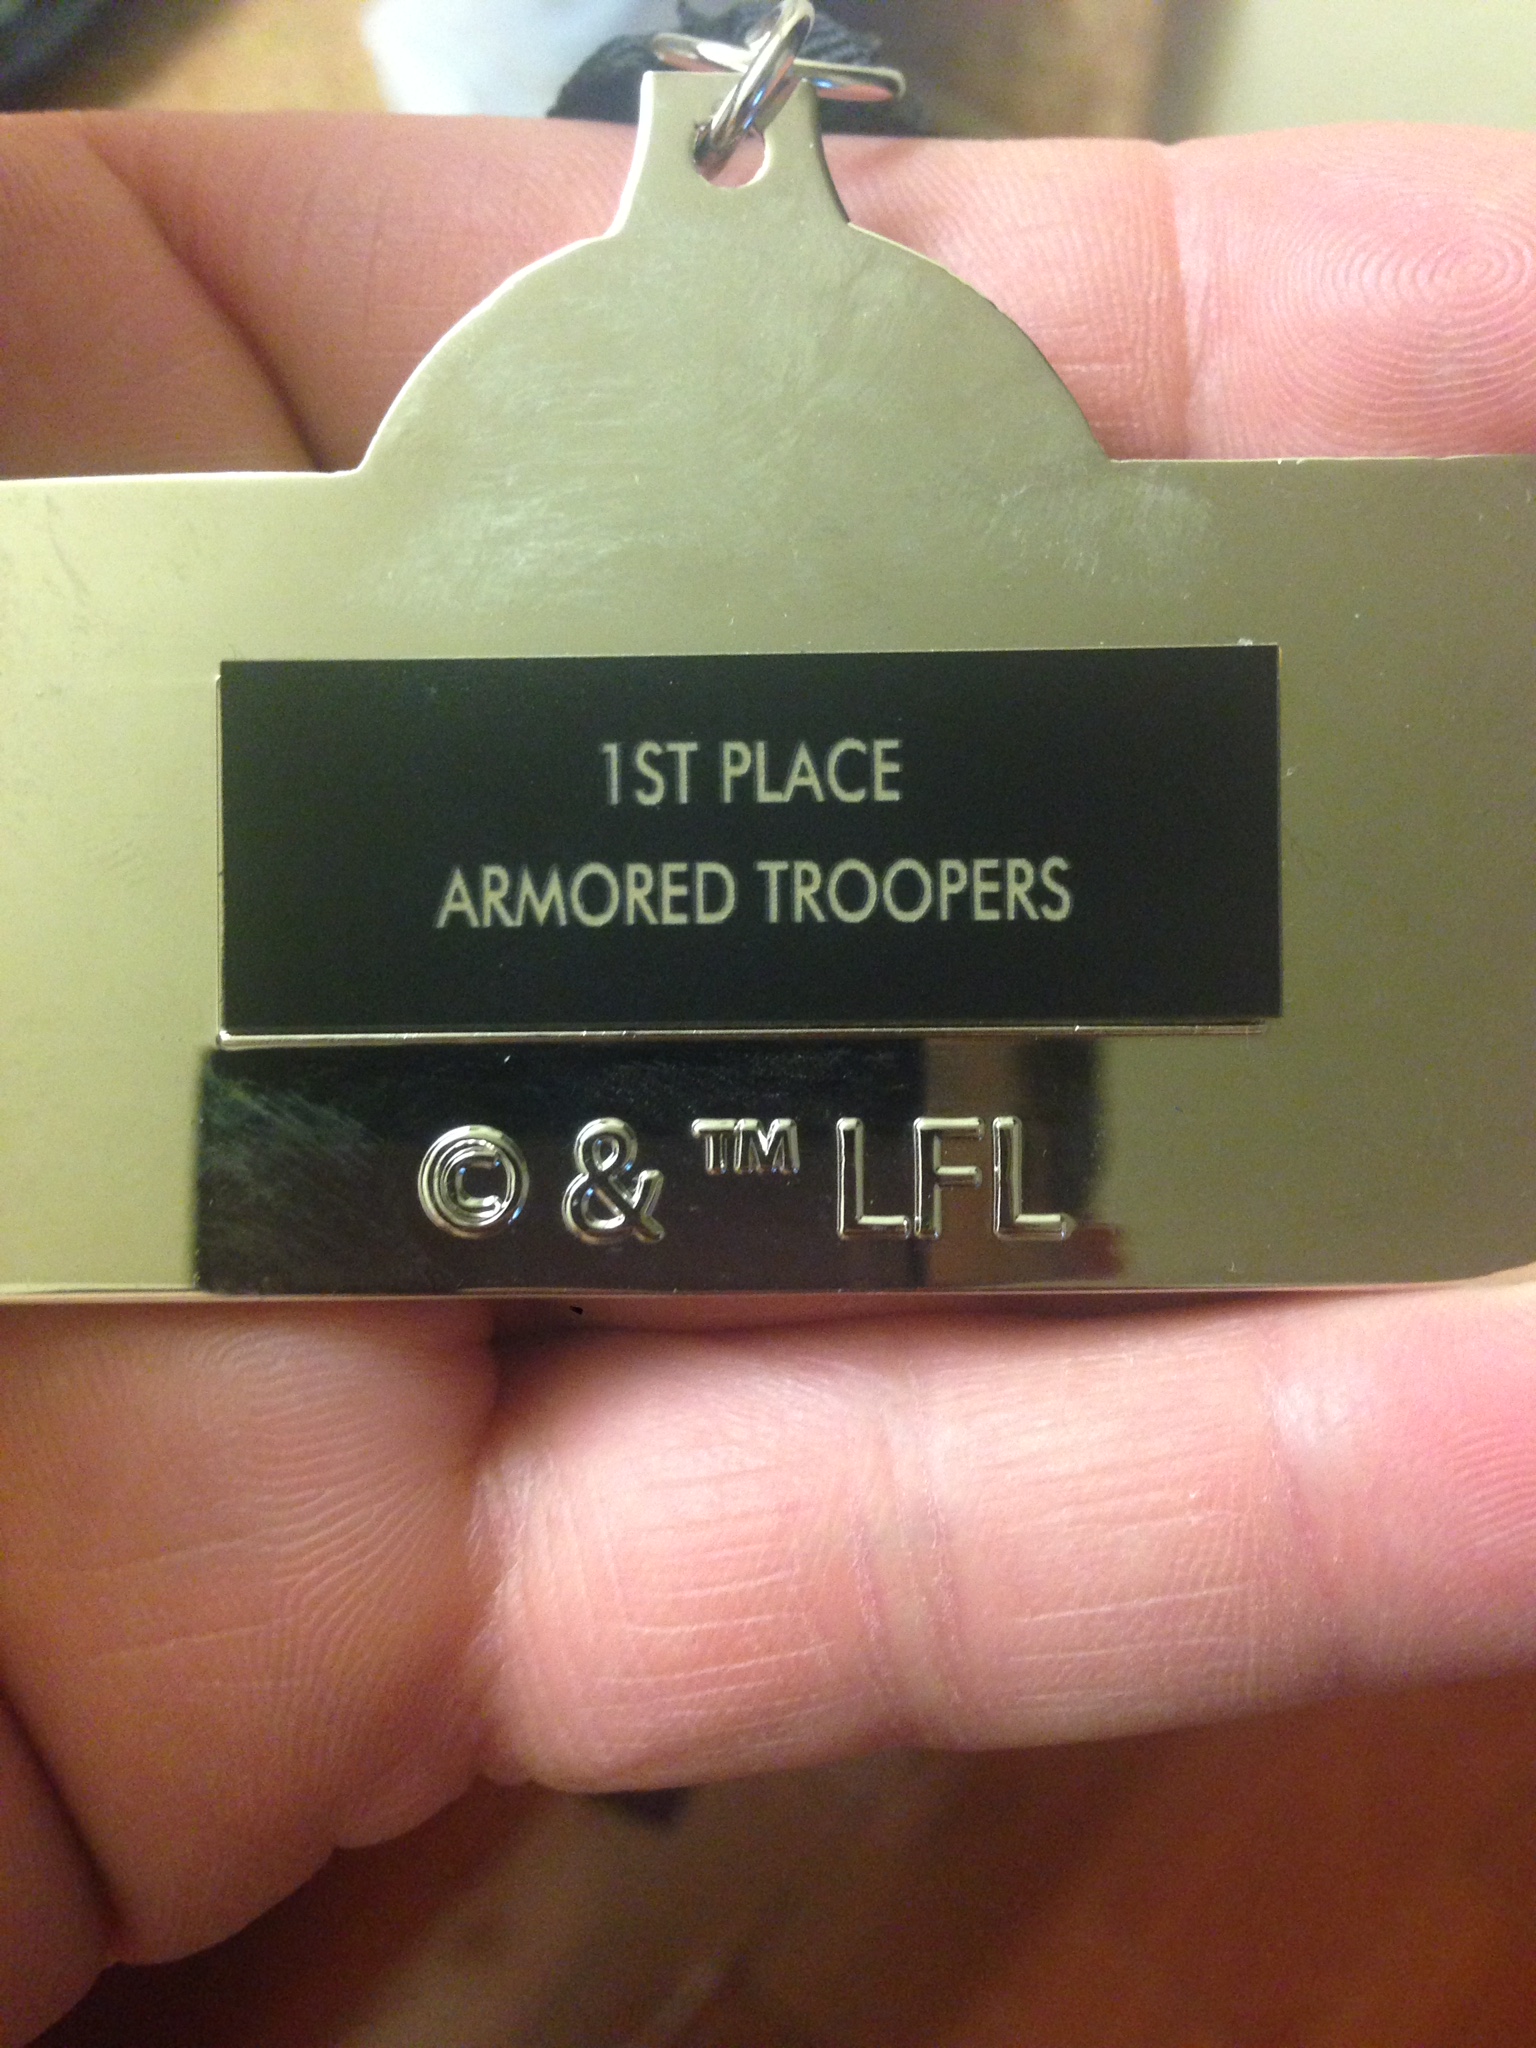 1ST PLACE
ARMORED TROOPERS
© & ™ LFL